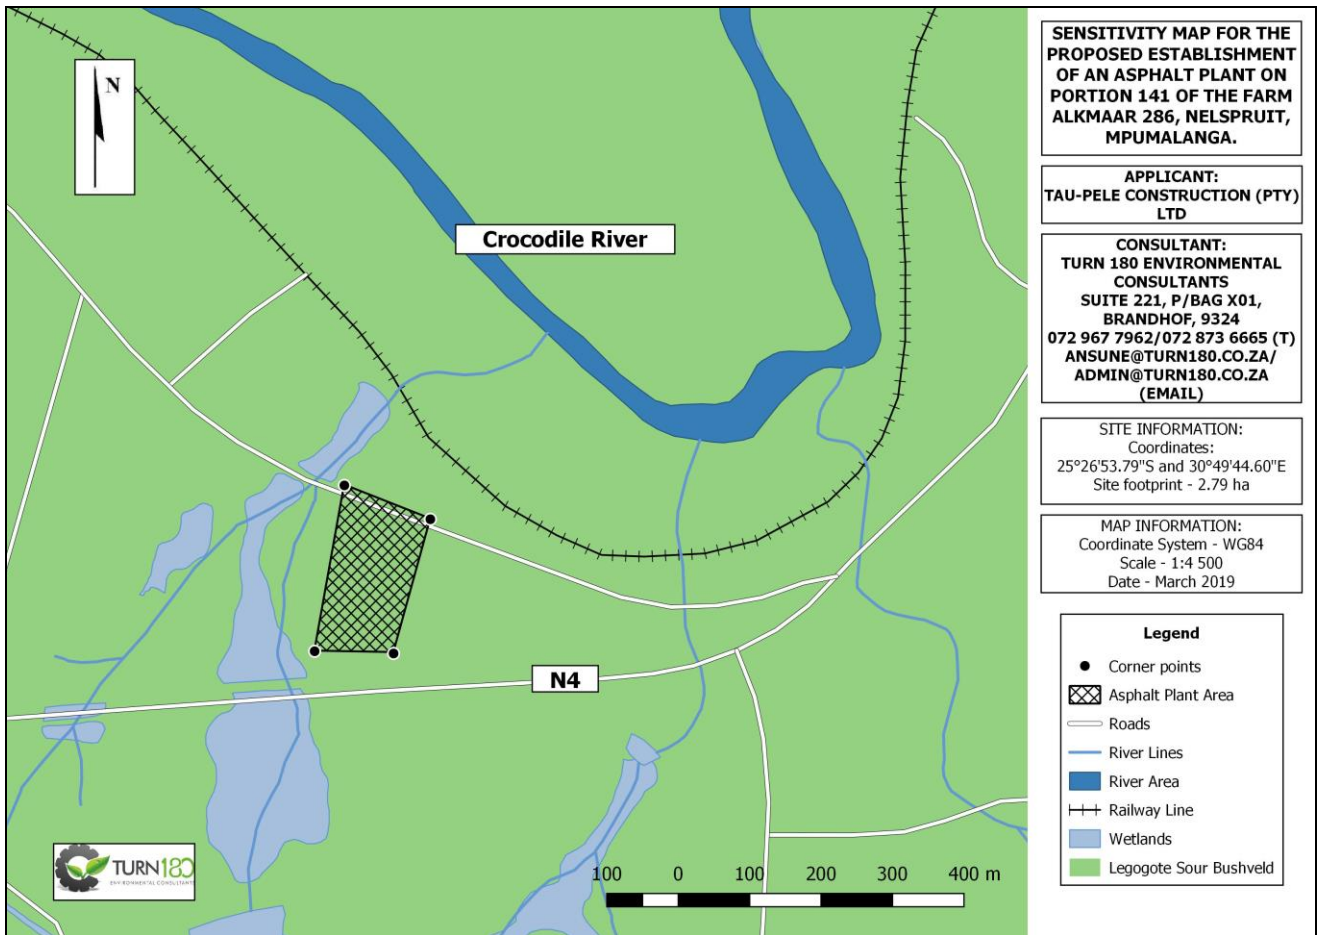 N
Crocodile River
N4
TURN180
ENVIRONMENTAL CONSULTANTS
100 0 100 200 300 400 m
SENSITIVITY MAP FOR THE
PROPOSED ESTABLISHMENT
OF AN ASPHALT PLANT ON
PORTION 141 OF THE FARM
ALKMAAR 286, NELSPRUIT,
MPUMALANGA.
APPLICANT:
TAU-PELE CONSTRUCTION (PTY)
LTD
CONSULTANT:
TURN 180 ENVIRONMENTAL
CONSULTANTS
SUITE 221, P/BAG X01,
BRANDHOF, 9324
072 967 7962/072 873 6665 (T)
ANSUNE@TURN180.CO.ZA/
ADMIN@TURN180.CO.ZA
(EMAIL)
SITE INFORMATION:
Coordinates:
25°26'53.79"S and 30°49'44.60"E
Site footprint - 2.79 ha
MAP INFORMATION:
Coordinate System - WG84
Scale - 1:4 500
Date - March 2019
Legend
Corner points
Asphalt Plant Area
Roads
River Lines
River Area
Railway Line
Wetlands
Legogote Sour Bushveld